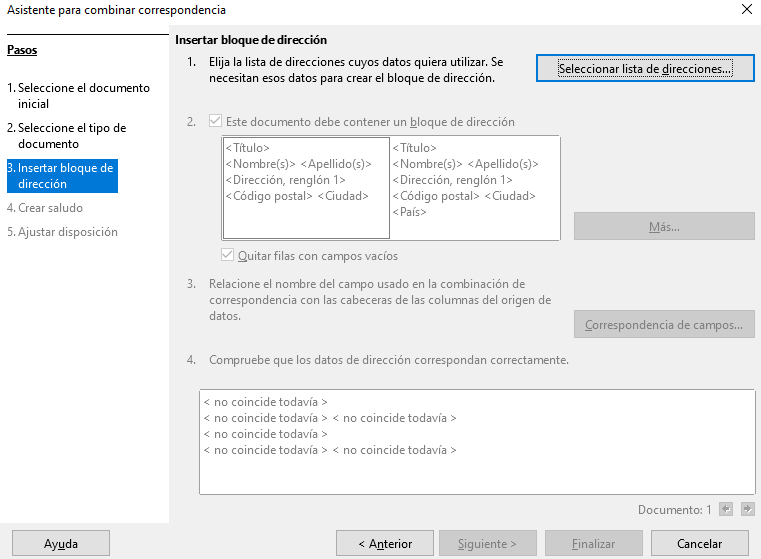 Asistente para combinar correspondencia
Pasos
1. Seleccione el documento
inicial
2. Seleccione el tipo de
documento
3. Insertar bloque de
dirección
4. Crear saludo
5. Ajustar disposición
Insertar bloque de dirección
1. Elija la lista de direcciones cuyos datos quiera utilizar. Se
necesitan esos datos para crear el bloque de dirección.
Seleccionar lista de direcciones...
2. Este documento debe contener un bloque de dirección
<Título>
<Nombre(s)> <Apellido(s)>
<Dirección, renglón 1>
<Código postal> <Ciudad>
<Título>
<Nombre(s)> <Apellido(s)>
<Dirección, renglón 1>
<Código postal> <Ciudad>
<País>
Más...
Quitar filas con campos vacíos
3. Relacione el nombre del campo usado en la combinación de
correspondencia con las cabeceras de las columnas del origen de
datos.
Correspondencia de campos...
4. Compruebe que los datos de dirección correspondan correctamente.
< no coincide todavía >
< no coincide todavía > < no coincide todavía >
< no coincide todavía >
< no coincide todavía > < no coincide todavía >
Documento: 1
Ayuda
< Anterior
Siguiente >
Finalizar
Cancelar